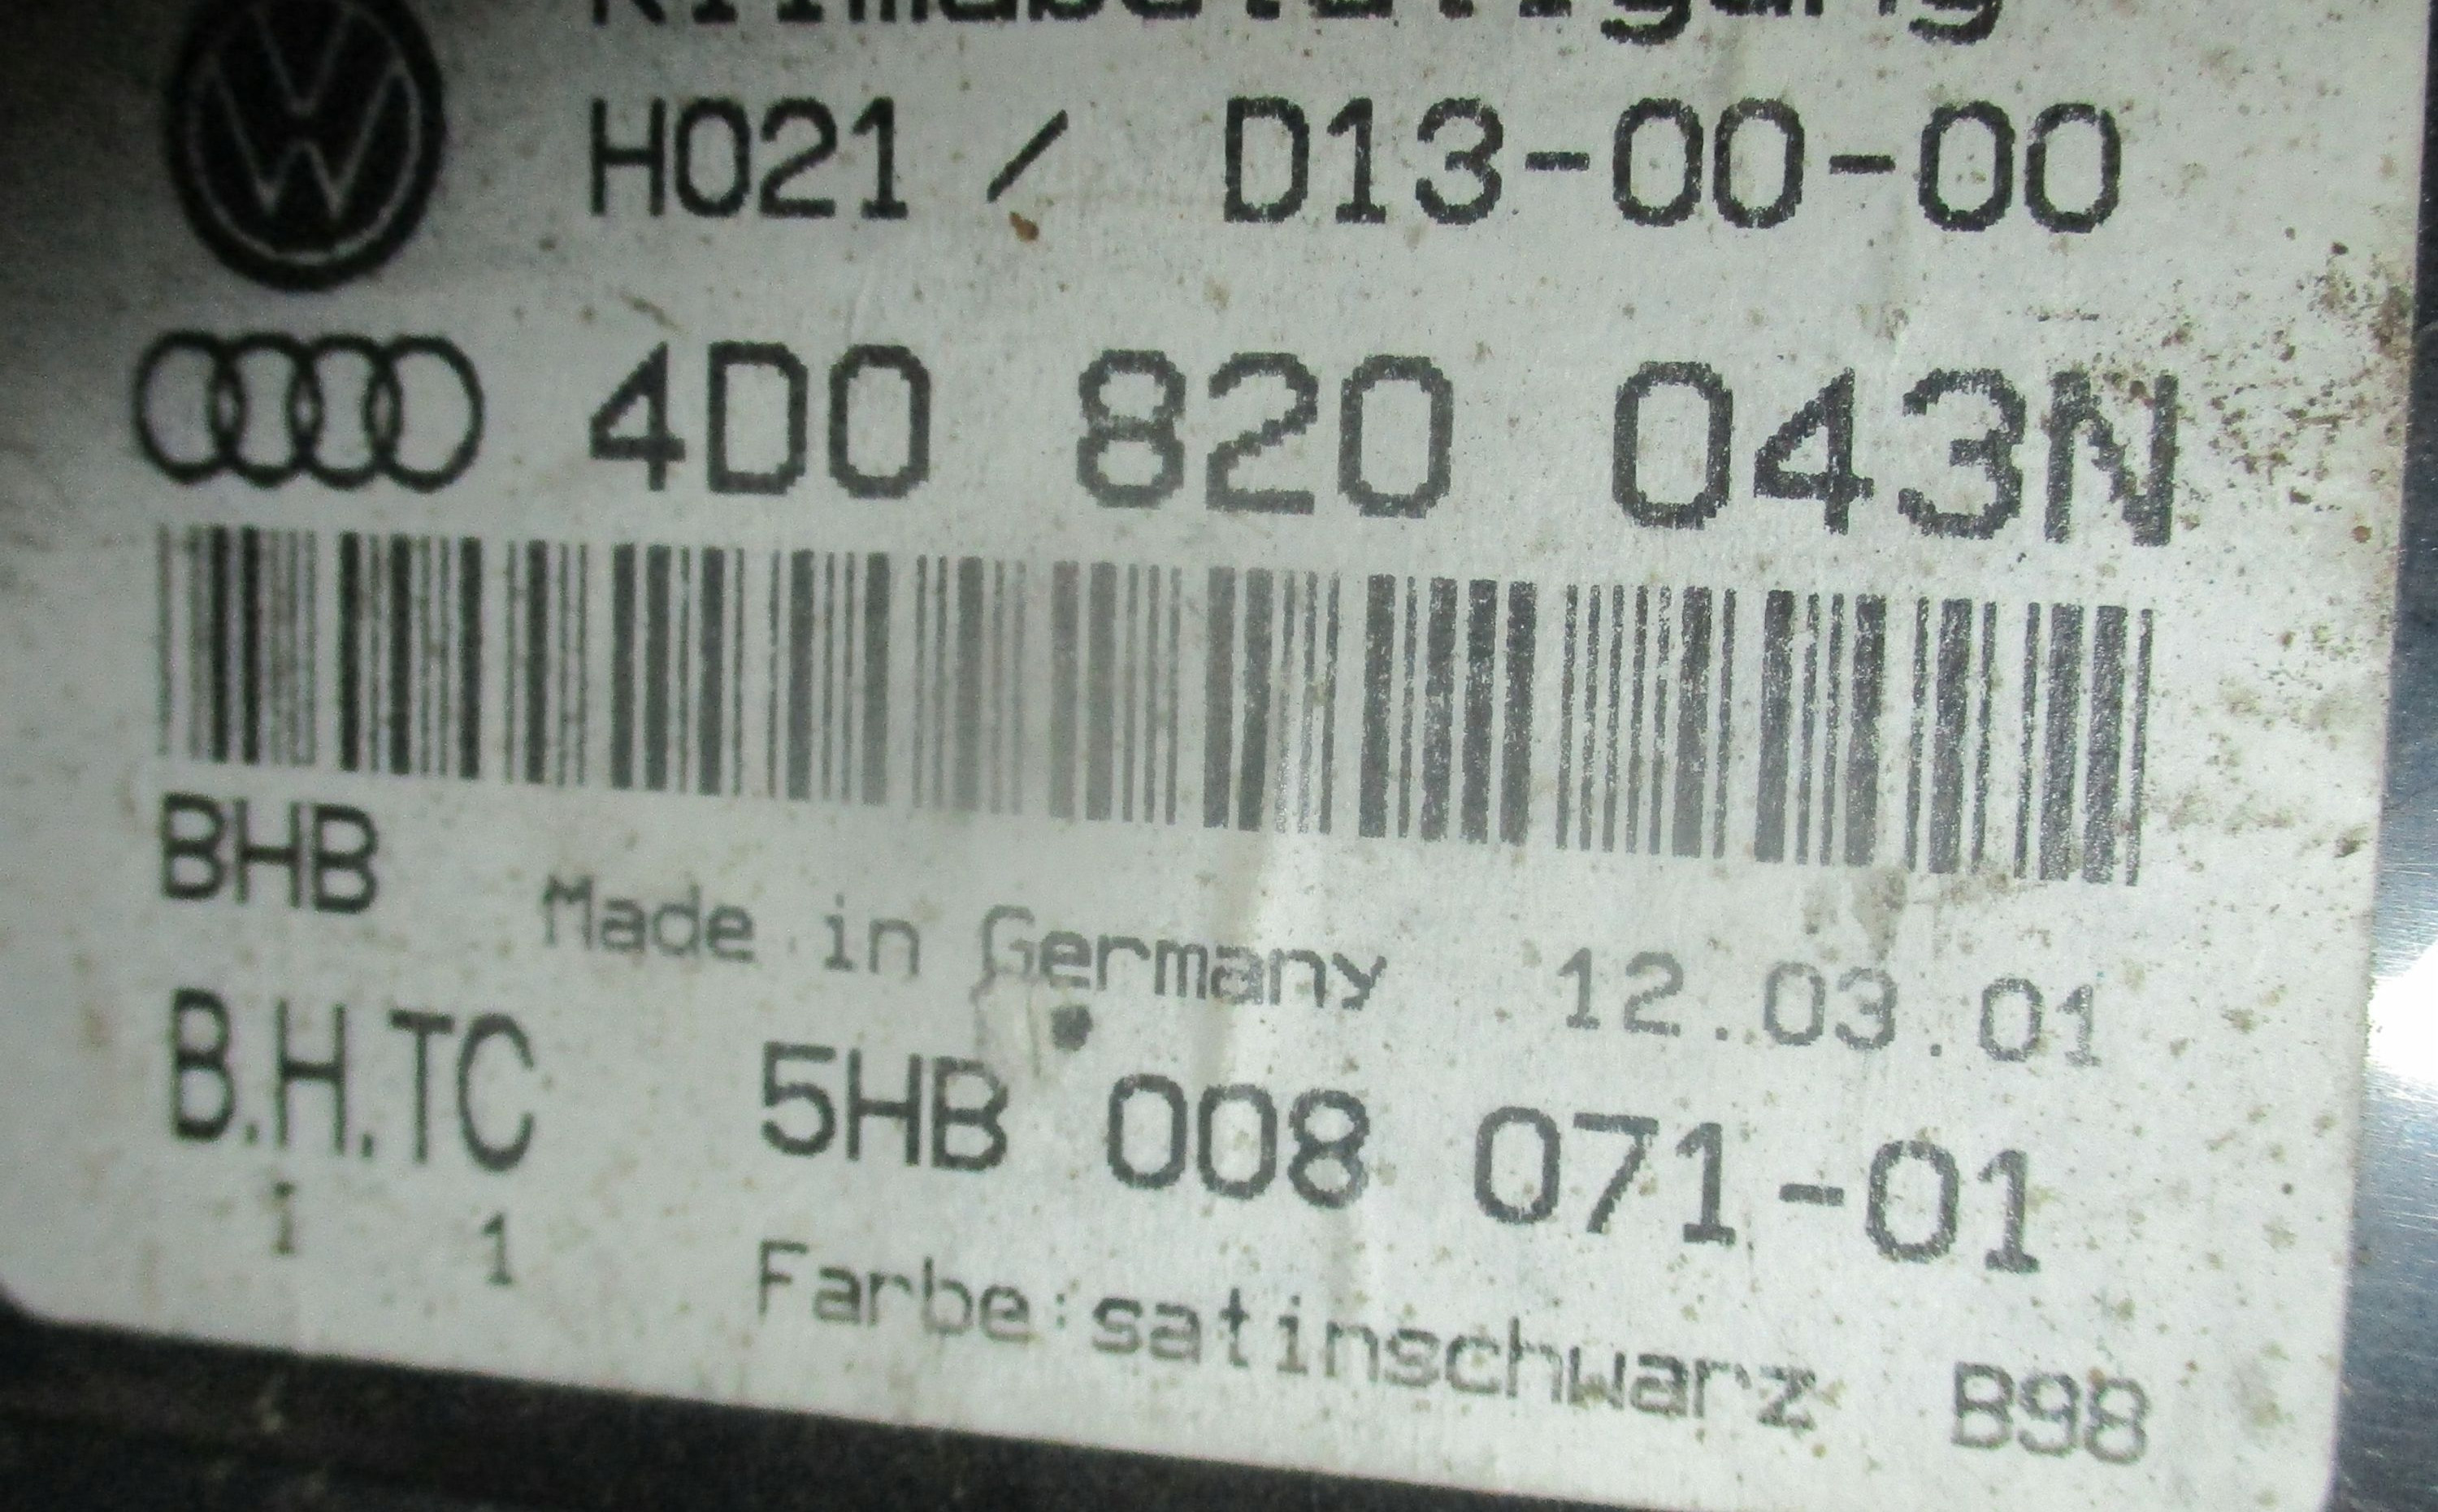 Klimabetätigung
H021 / D13-00-00
4D0 820 043N
BHB
Made in Germany 12.03.01
B.H.TC 5HB 008 071-01
1 1
Farbe:satinschwarz B98